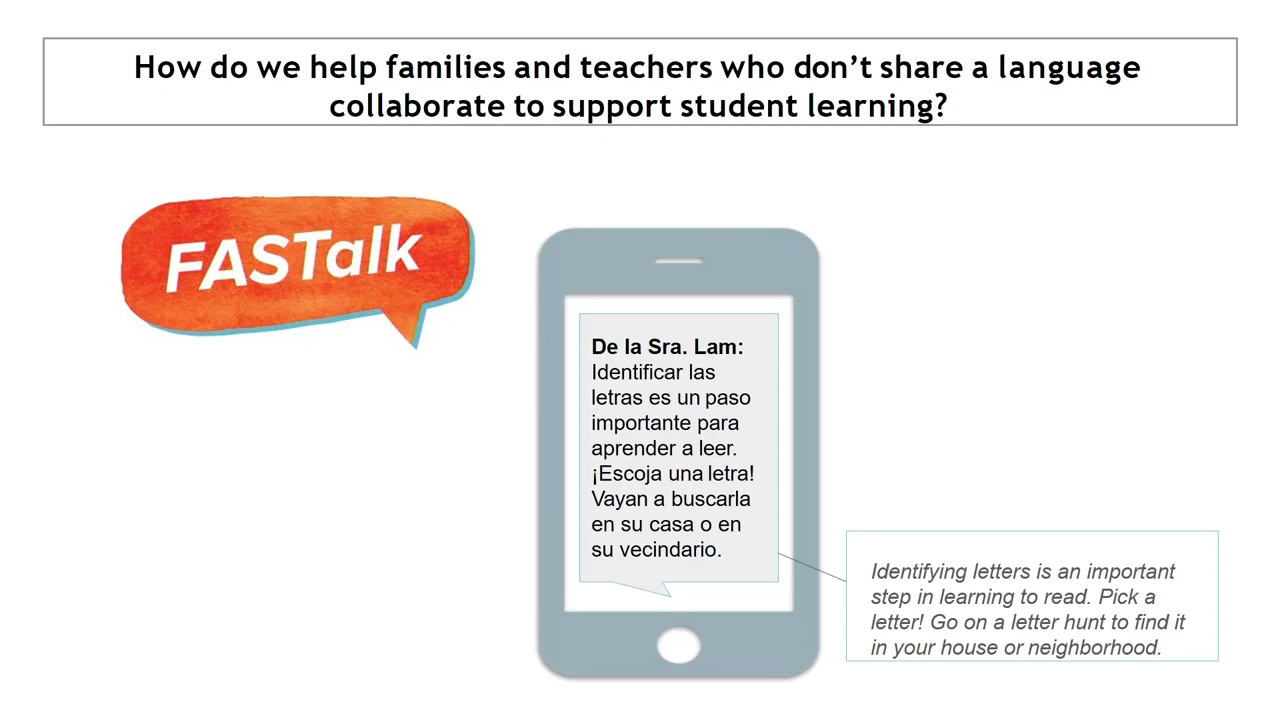 How do we help families and teachers who don’t share a language
collaborate to support student learning?
FASTalk
De la Sra. Lam:
Identificar las
letras es un paso
importante para
aprender a leer.
¡Escoja una letra!
Vayan a buscarla
en su casa o en
su vecindario.
Identifying letters is an important
step in learning to read. Pick a
letter! Go on a letter hunt to find it
in your house or neighborhood.